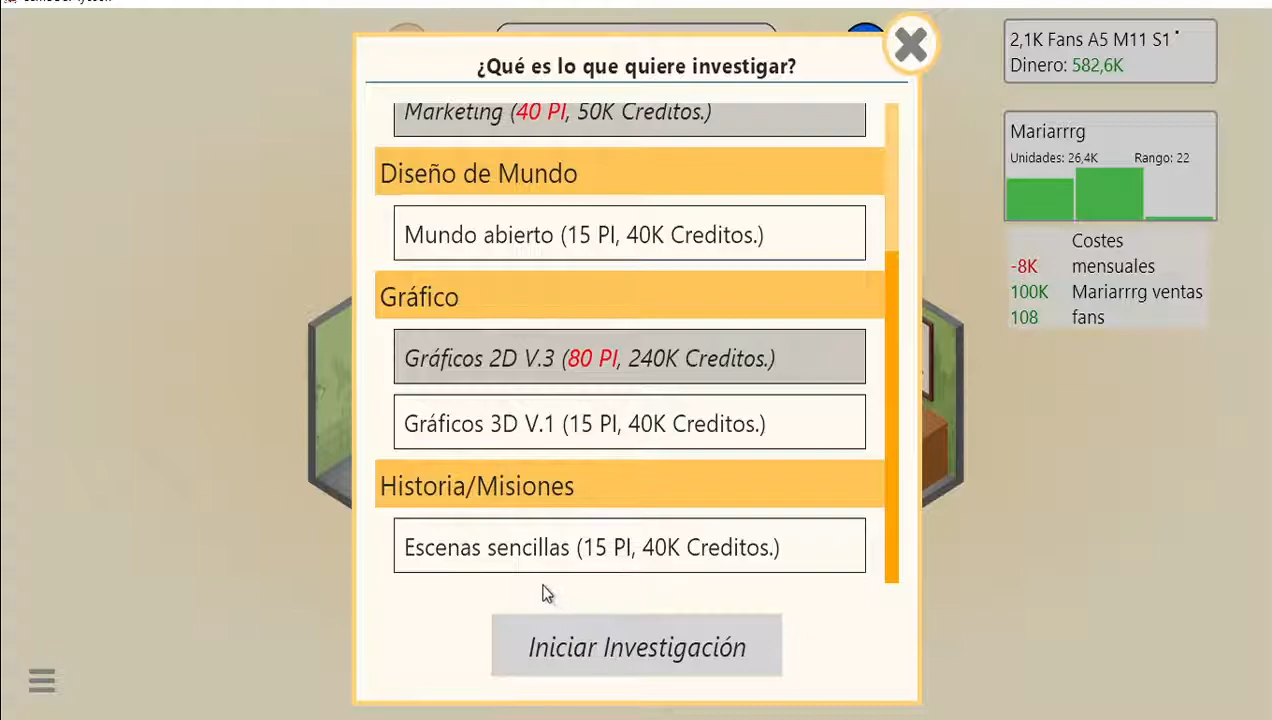 ¿Qué es lo que quiere investigar?
Marketing (40 PI, 50K Creditos.)
Diseño de Mundo
Mundo abierto (15 PI, 40K Creditos.)
Gráfico
Gráficos 2D V.3 (80 PI, 240K Creditos.)
Gráficos 3D V.1 (15 PI, 40K Creditos.)
Historia/Misiones
Escenas sencillas (15 PI, 40K Creditos.)
Iniciar Investigación
2,1K Fans A5 M11 S1
Dinero: 582,6K
Mariarrrg
Unidades: 26,4K Rango: 22
Costes
-8K mensuales
100K Mariarrrg ventas
108 fans